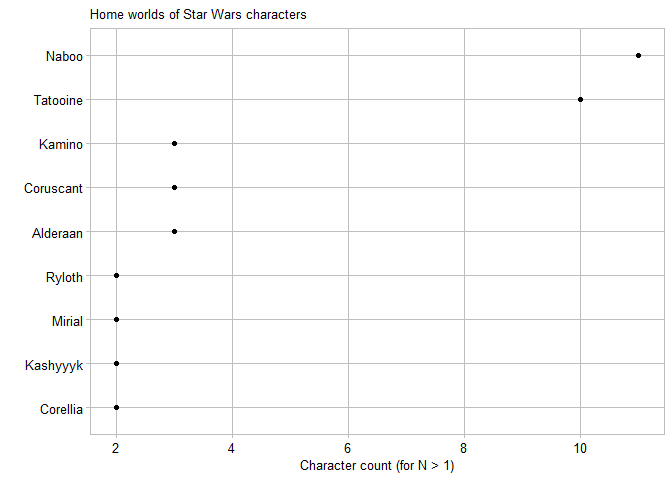 Home worlds of Star Wars characters
Naboo
Tatooine
Kamino
Coruscant
Alderaan
Ryloth
Mirial
Kashyyyk
Corellia
2 4 6 8 10
Character count (for N > 1)